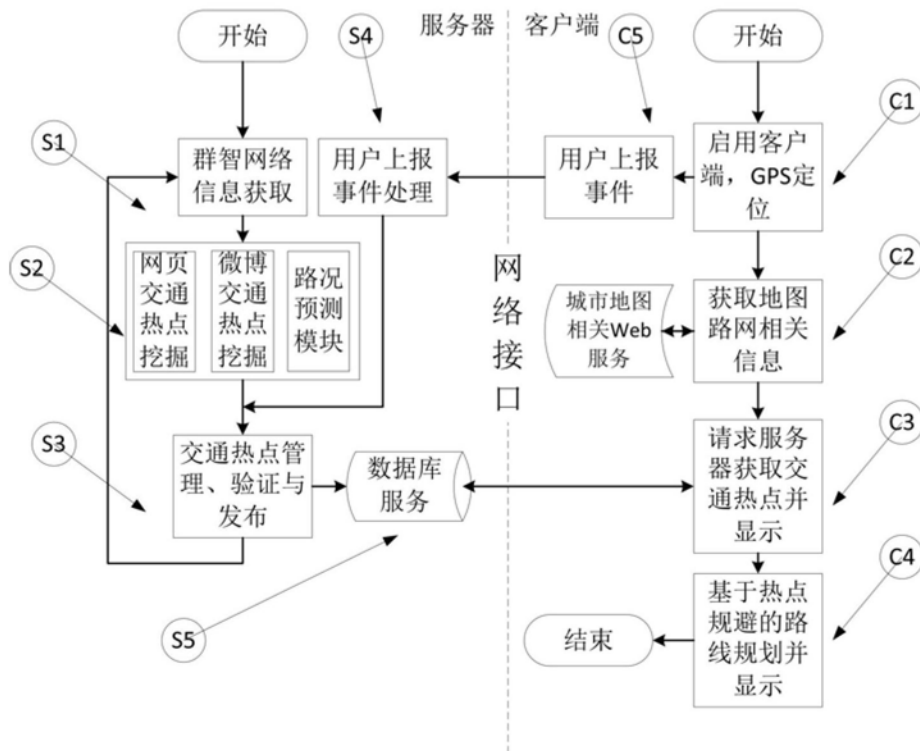 开始
S4
服务器
客户端
C5
开始
C1
S1
群智网络
信息获取
用户上报
事件处理
用户上报
事件
启用客户
端，GPS定
位
S2
网页
交通
热点
挖掘
微博
交通
热点
挖掘
路况
预测
模块
网
络
接
口
城市地图
相关Web
服务
获取地图
路网相关
信息
C2
S3
交通热点管
理、验证与
发布
数据库
服务
请求服务
器获取交
通热点并
显示
C3
S5
结束
基于热点
规避的路
线规划并
显示
C4